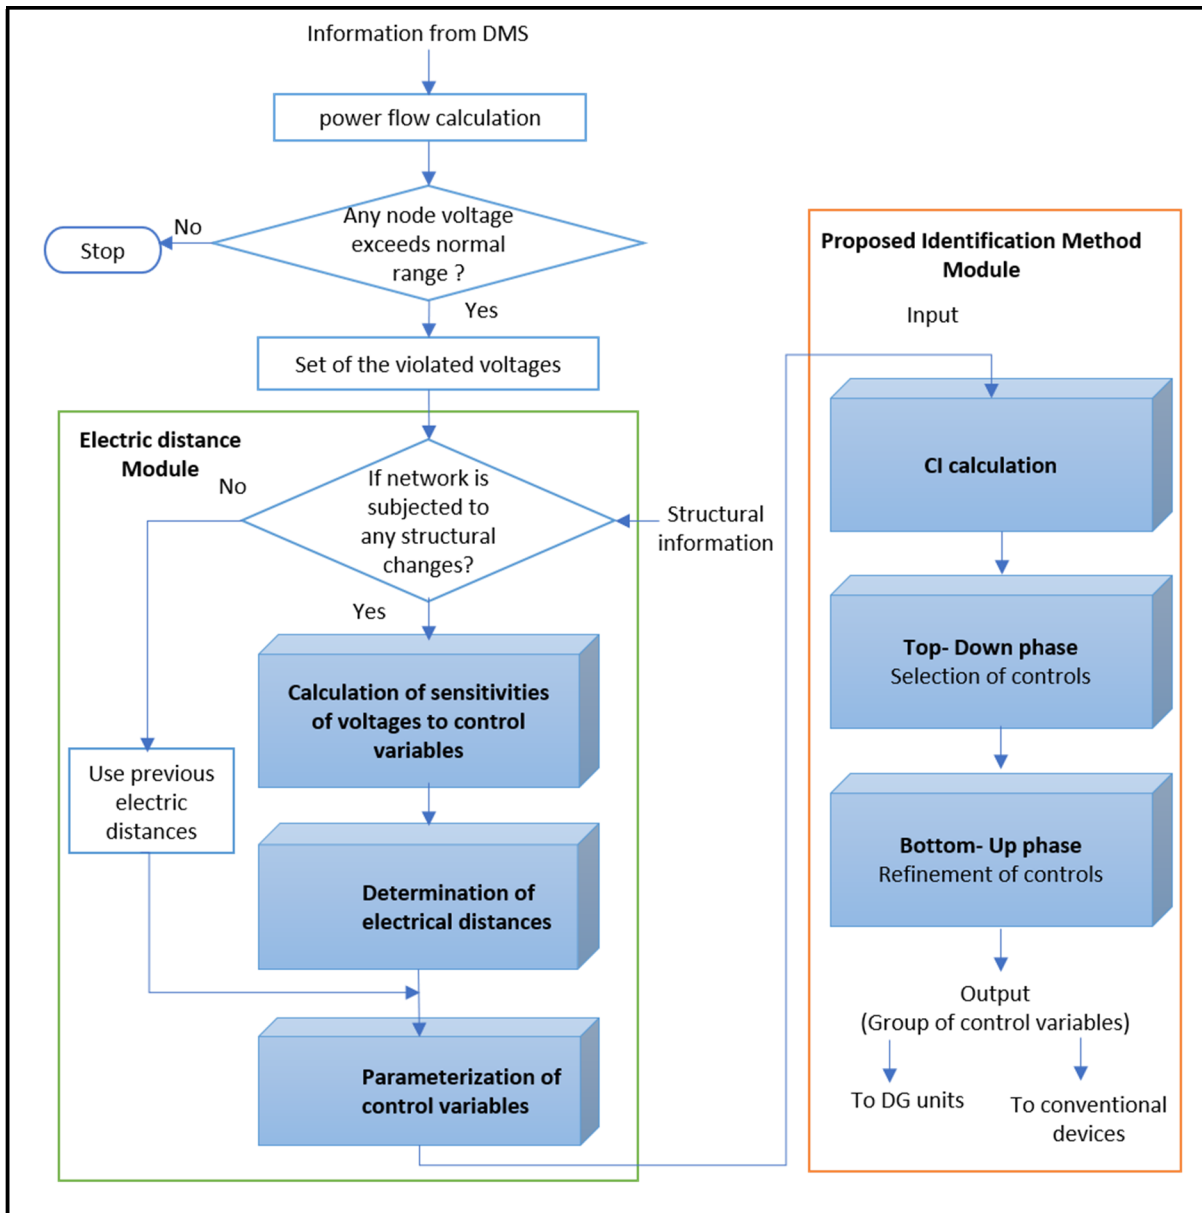 Information from DMS
power flow calculation
Any node voltage
exceeds normal
range ?
No
Stop
Yes
Set of the violated voltages
Electric distance
Module
If network is
subjected to
any structural
changes?
No
Structural
information
Yes
Calculation of sensitivities
of voltages to control
variables
Use previous
electric
distances
Determination of
electrical distances
Parameterization of
control variables
Proposed Identification Method
Module
Input
CI calculation
Top- Down phase
Selection of controls
Bottom- Up phase
Refinement of controls
Output
(Group of control variables)
To DG units
To conventional
devices